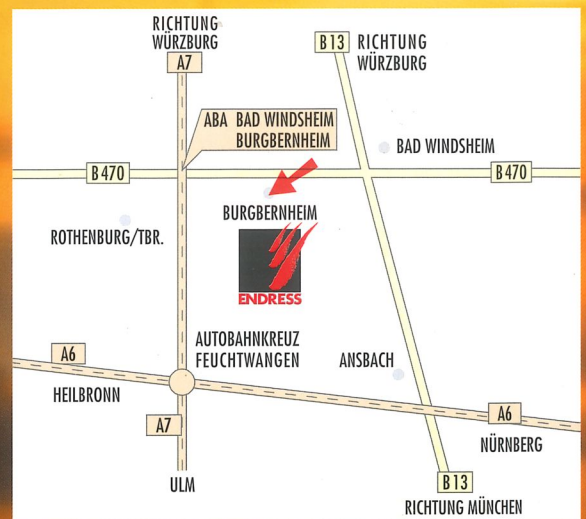 RICHTUNG
WÜRZBURG
A7
B13
RICHTUNG
WÜRZBURG
ABA BAD WINDSHEIM
BURGBERNHEIM
BAD WINDSHEIM
B470
B470
BURGBERNHEIM
ROTHENBURG/TBR.
ENDRESS
AUTOBAHNKREUZ
FEUCHTWANGEN
A6
ANSBACH
HEILBRONN
A7
A6
NÜRNBERG
ULM
B13
RICHTUNG MÜNCHEN